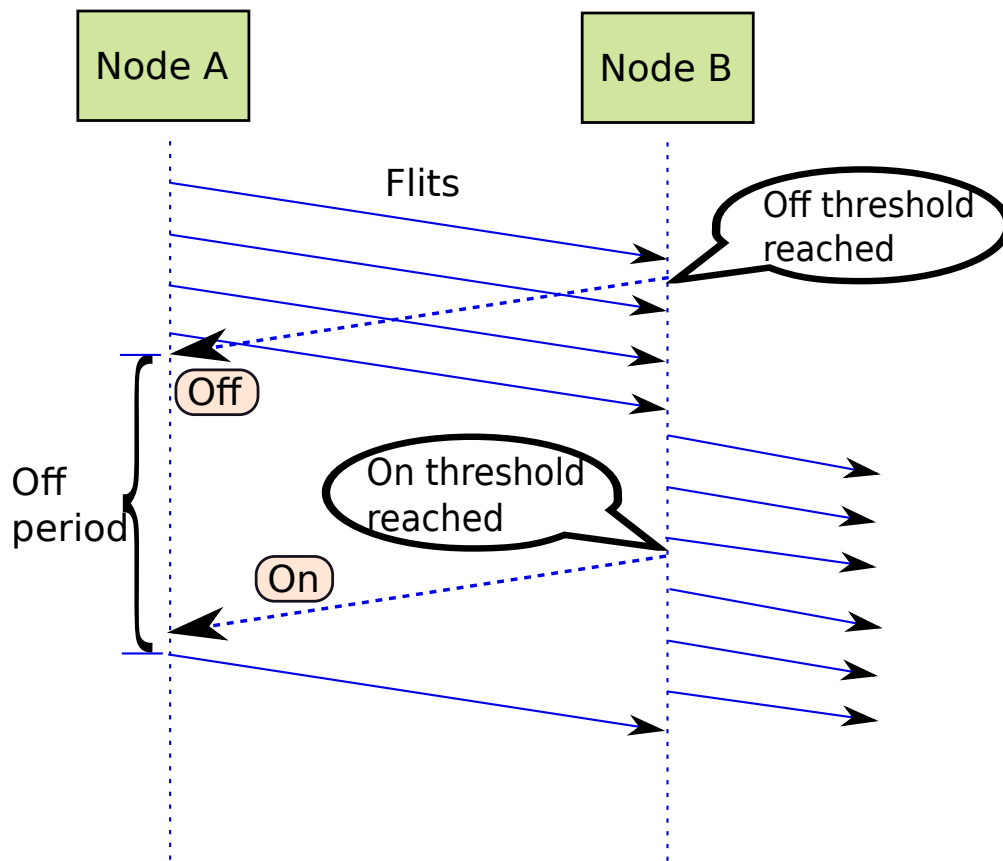 Node A
Node B
Flits
Off threshold
reached
Off
On threshold
reached
Off
period
On